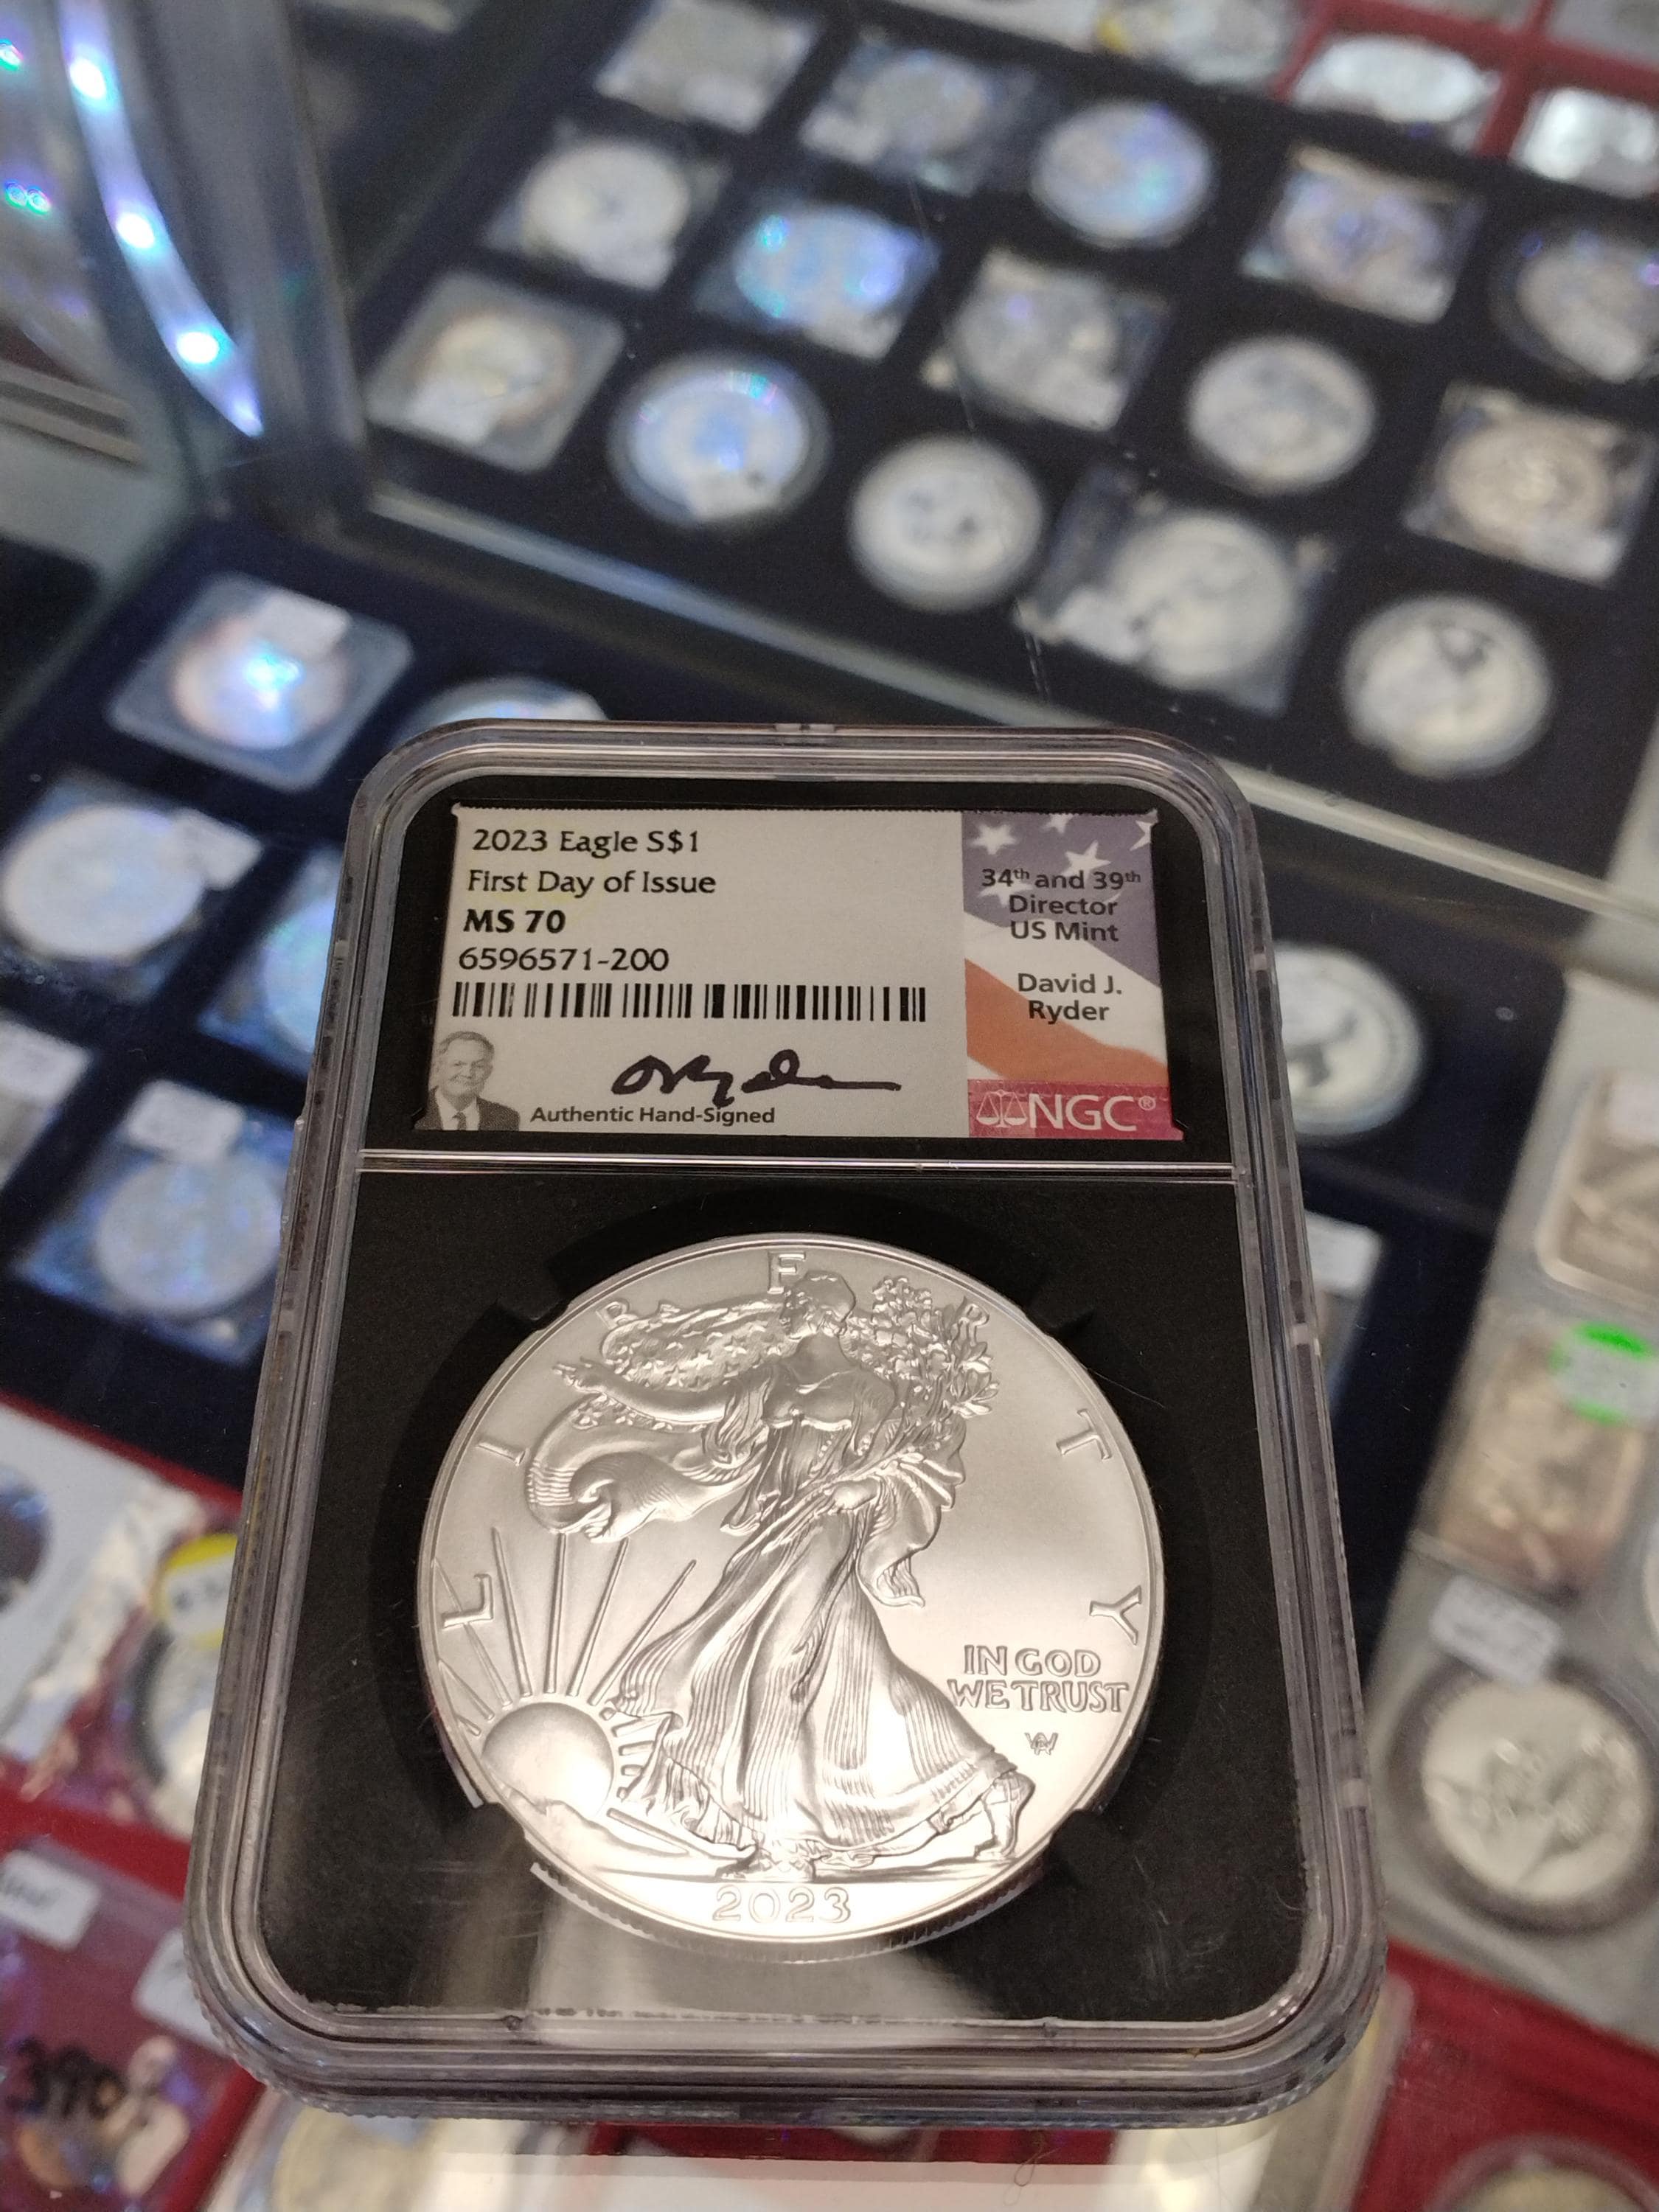 2023 Eagle S$1
First Day of Issue
MS 70
6596571-200
Authentic Hand-Signed
34th and 39th
Director
US Mint
David J.
Ryder
NGC®
LIBERTY
IN GOD
WE TRUST
2023
390